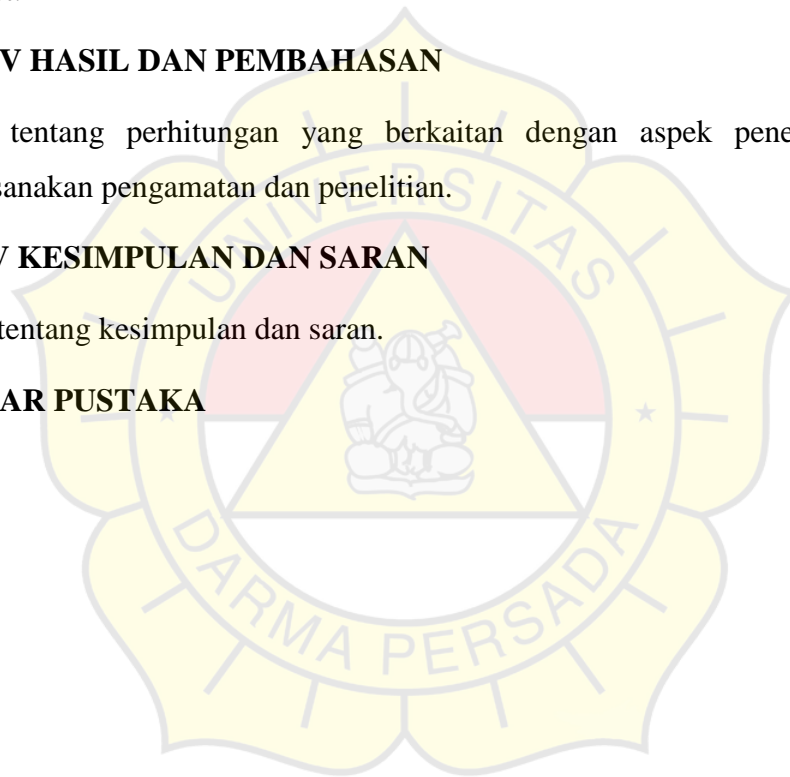 V HASIL DAN PEMBAHASAN
tentang perhitungan yang berkaitan dengan aspek pene
sanakan pengamatan dan penelitian.
KESIMPULAN DAN SARAN
tentang kesimpulan dan saran.
AR PUSTAKA
UNIVERSITAS
DARMA PERSADA